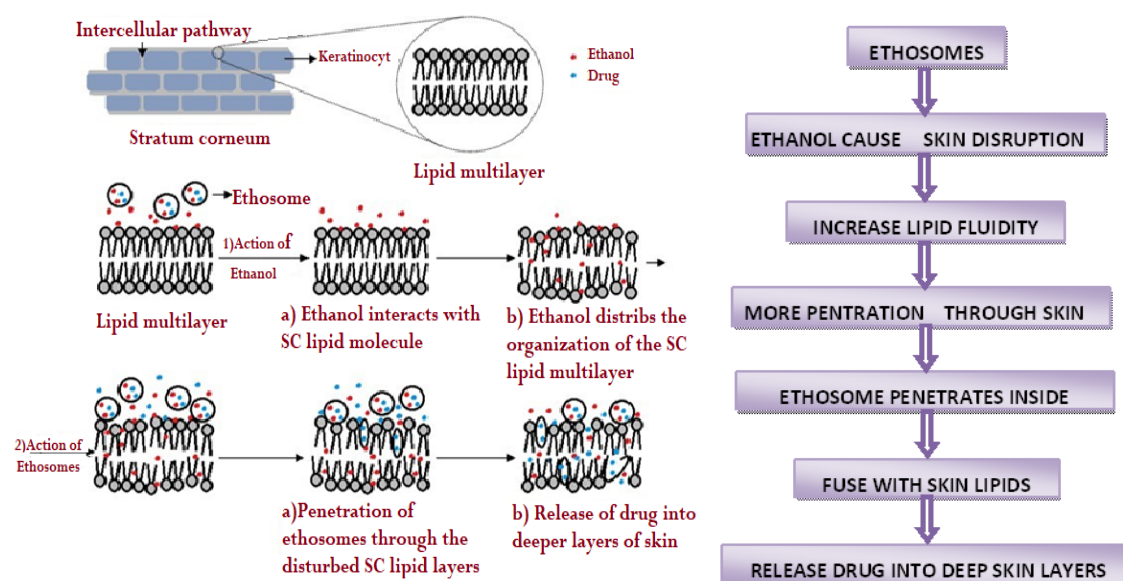 Intercellular pathway
Keratinocyt
Stratum corneum
Ethanol
Drug
Lipid multilayer
Ethosome
1)Action of
Etnanol
Lipid multilayer
a) Ethanol interacts with
SC lipid molecule
b) Ethanol distribs the
organization of the SC
lipid multilayer
2)Action of
Ethosomes
a)Penetration of
ethosomes through the
disturbed SC lipid layers
b) Release of drug into
deeper layers of skin
ETHOSOMES
ETHANOL CAUSE SKIN DISRUPTION
INCREASE LIPID FLUIDITY
MORE PENTRATION THROUGH SKIN
ETHOSOME PENETRATES INSIDE
FUSE WITH SKIN LIPIDS
RELEASE DRUG INTO DEEP SKIN LAYERS